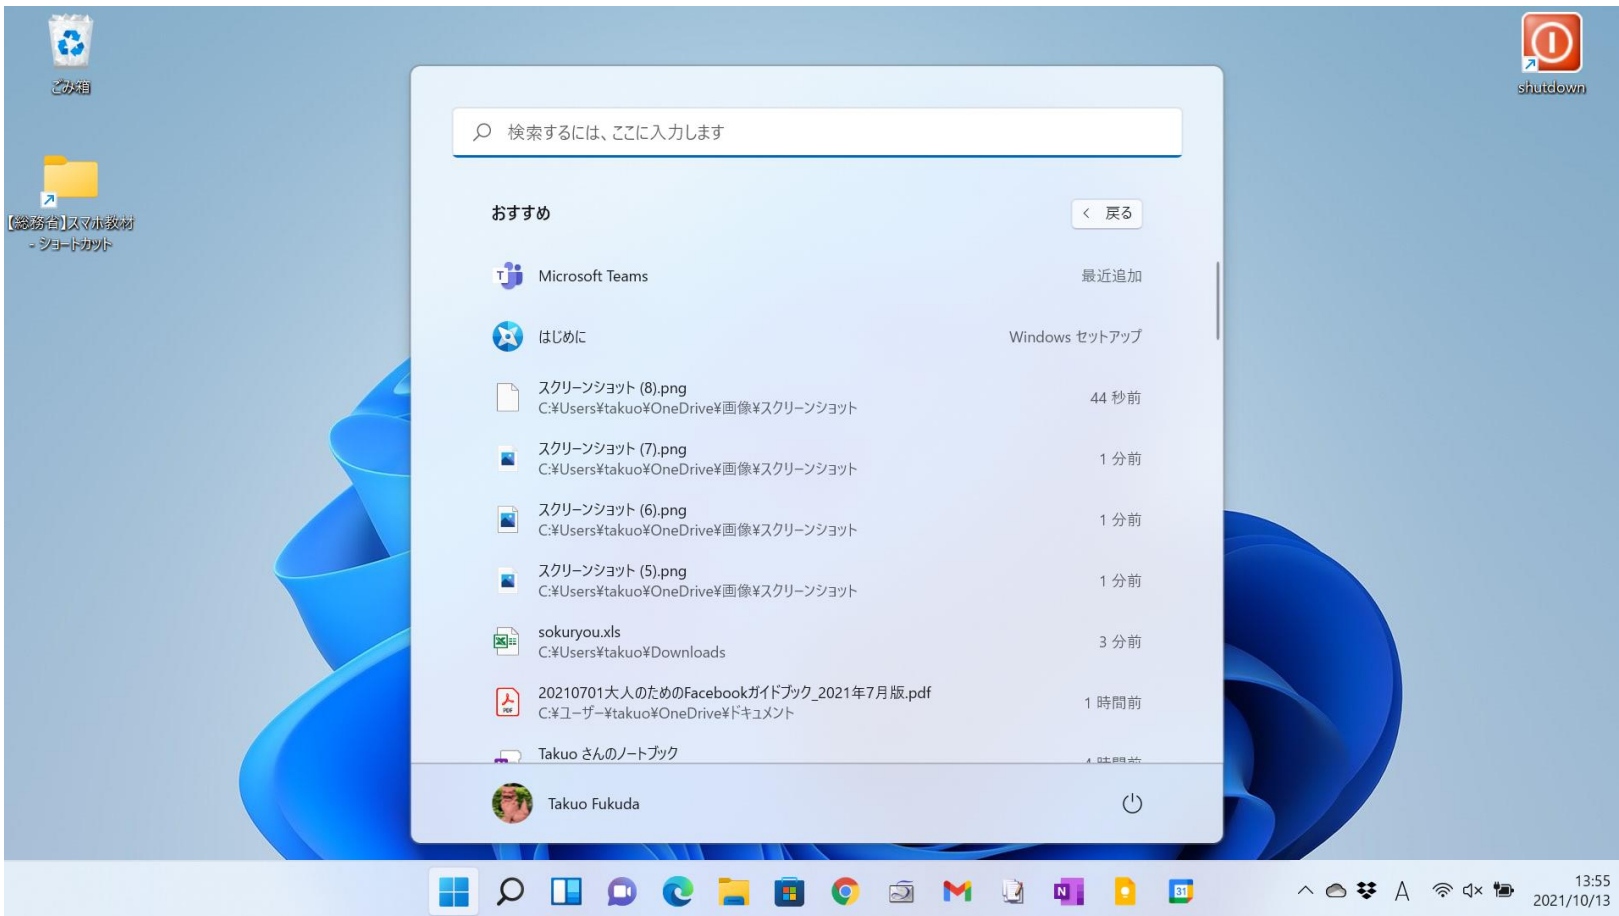 ごみ箱
【総務省】スマホ教材
- ショートカット
shutdown
検索するには、ここに入力します
おすすめ
戻る
Microsoft Teams
最近追加
はじめに
Windows セットアップ
スクリーンショット (8).png
C:¥Users¥takuo¥OneDrive¥画像¥スクリーンショット
44 秒前
スクリーンショット (7).png
C:¥Users¥takuo¥OneDrive¥画像¥スクリーンショット
1 分前
スクリーンショット (6).png
C:¥Users¥takuo¥OneDrive¥画像¥スクリーンショット
1 分前
スクリーンショット (5).png
C:¥Users¥takuo¥OneDrive¥画像¥スクリーンショット
1 分前
sokuryou.xls
C:¥Users¥takuo¥Downloads
3 分前
20210701大人のためのFacebookガイドブック_2021年7月版.pdf
C:¥ユーザー¥takuo¥OneDrive¥ドキュメント
1 時間前
Takuo さんのノートブック
4 時間前
Takuo Fukuda
31
A
13:55
2021/10/13